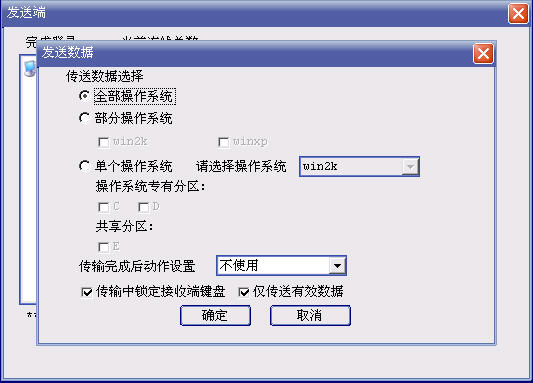 发送端
完成登录 当前连线总数
发送数据
传送数据选择
全部操作系统
部分操作系统
win2k winxp
单个操作系统 请选择操作系统 win2k
操作系统专有分区:
C D
共享分区:
E
传输完成后动作设置 不使用
传输中锁定接收端键盘 仅传送有效数据
确定 取消
**